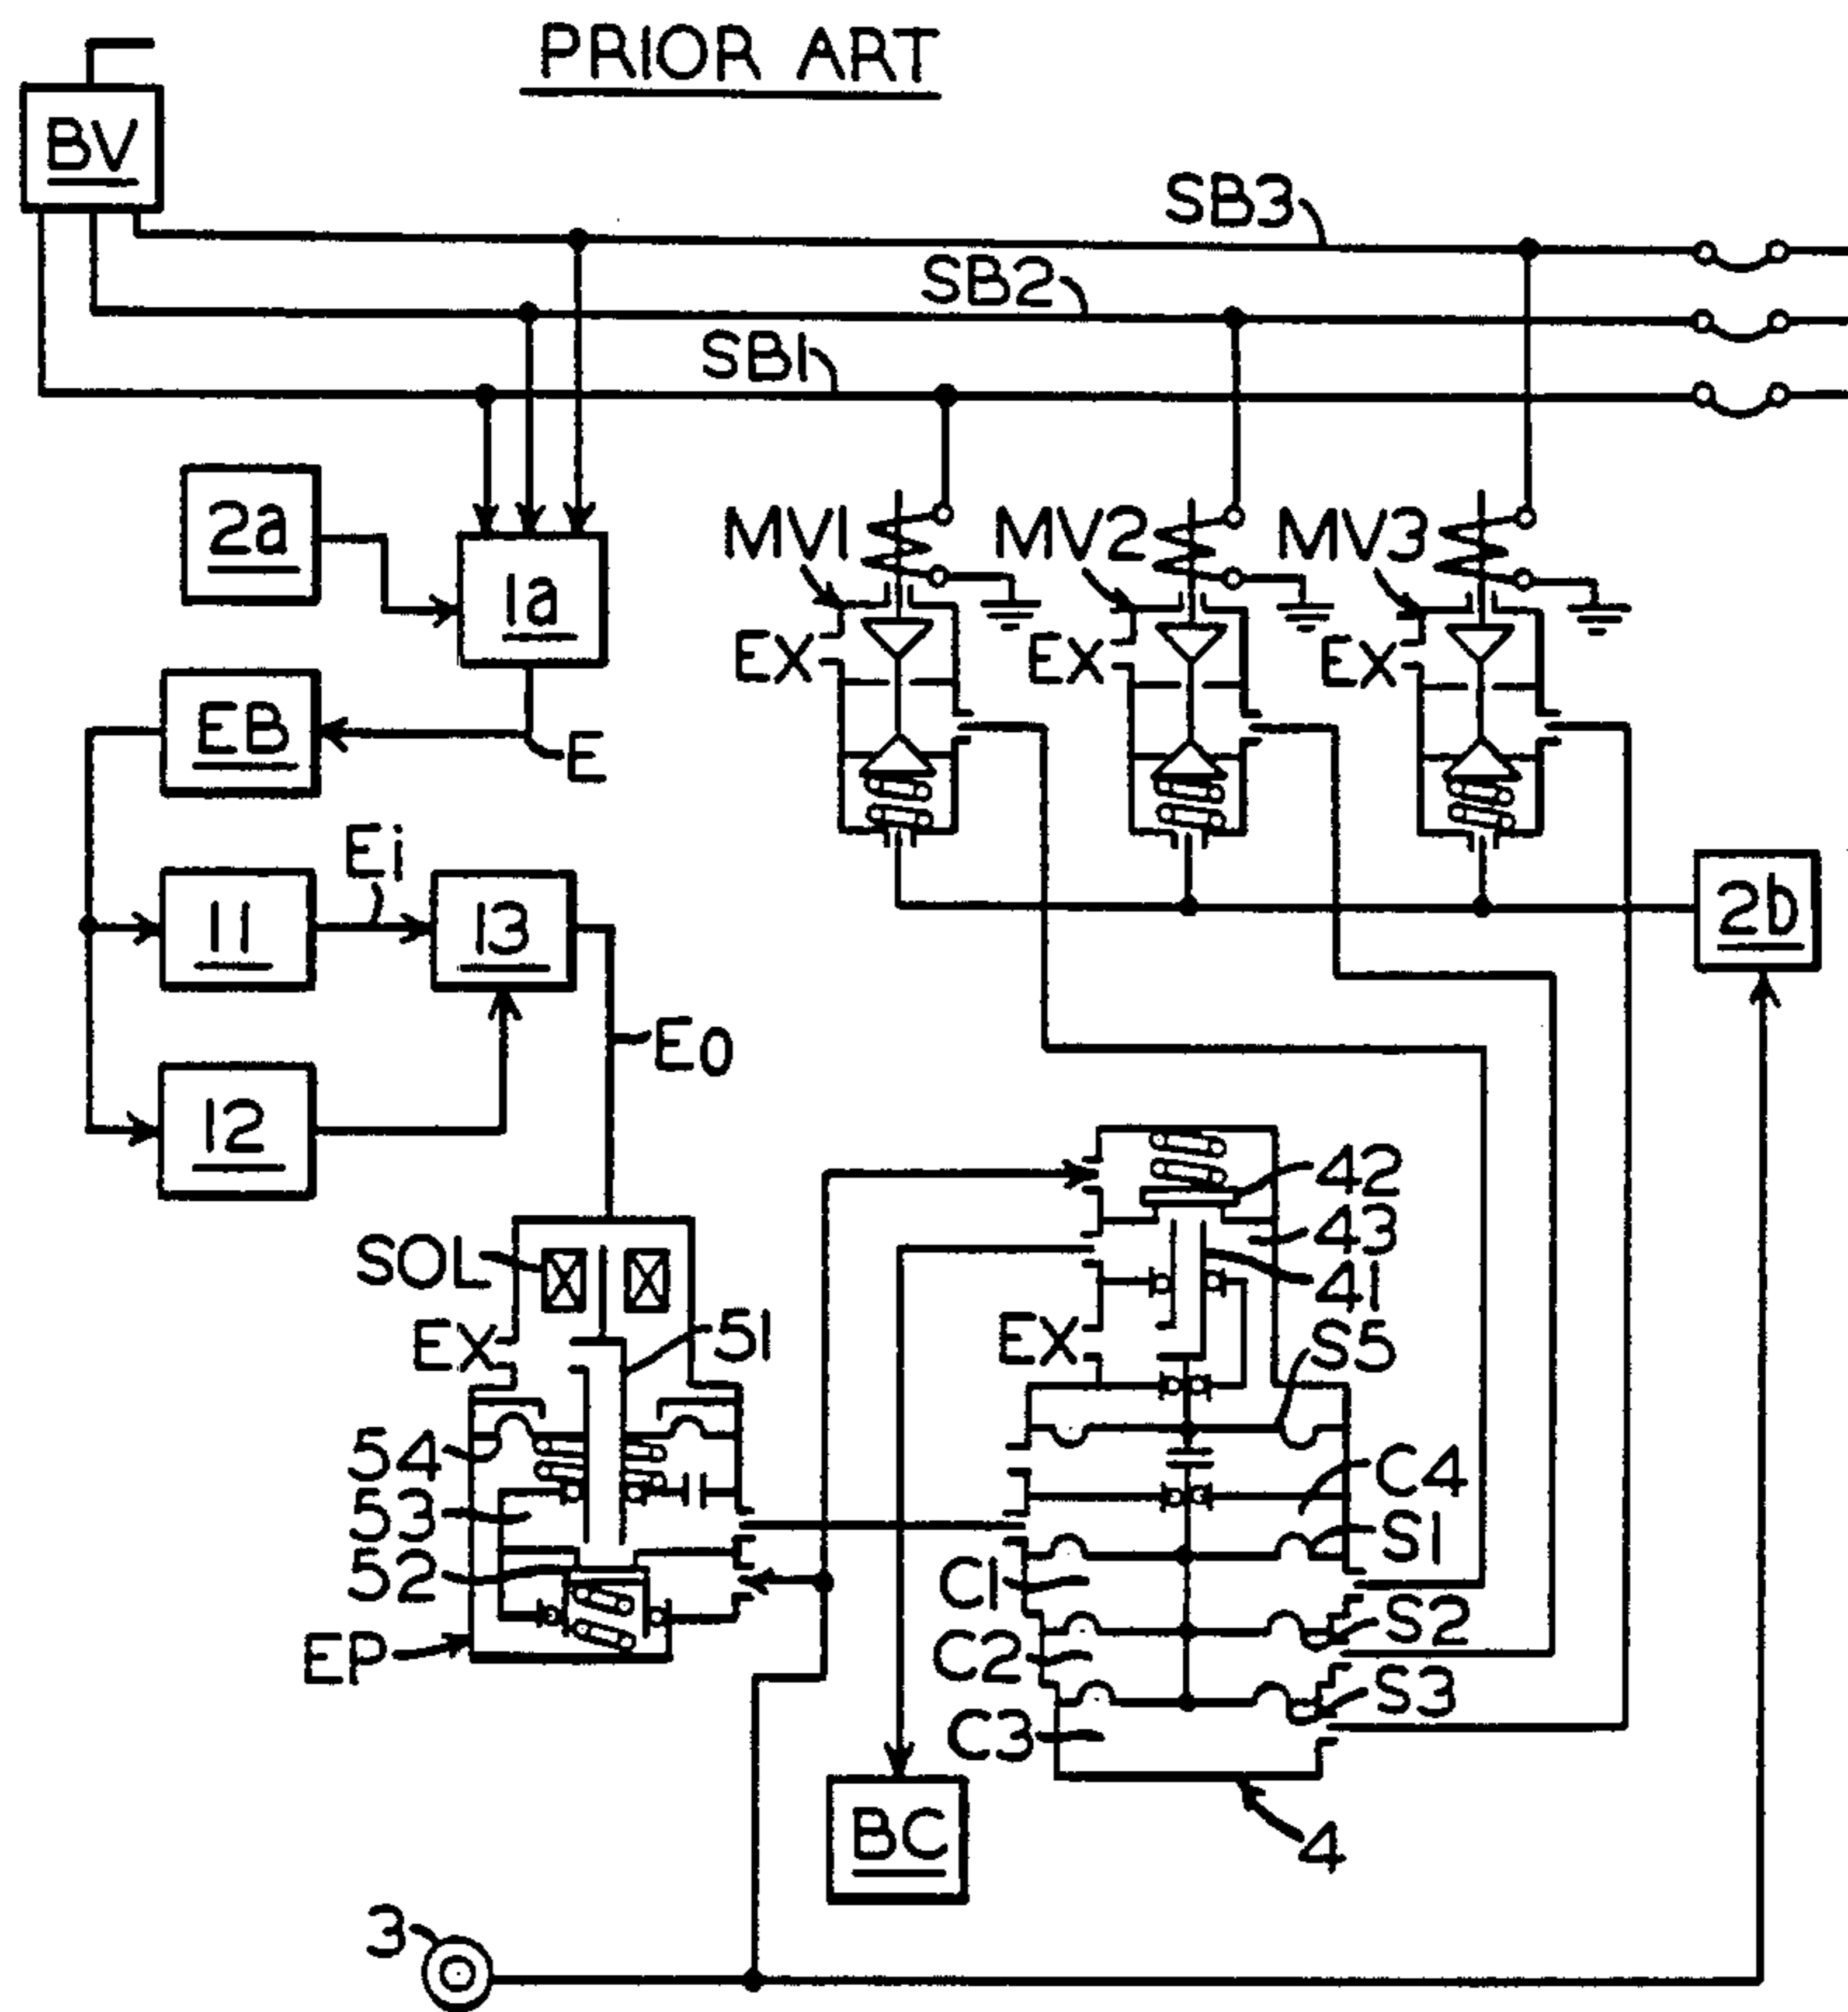 PRIOR ART
BV
SB3
SB2
SB1
2a
1a
MV1
MV2
MV3
EX
EX
EX
EB
E
Ei
11
13
2b
Eo
12
42
43
SOL
41
EX
51
EX
S5
54
C4
53
S1
52
C1
S2
EP
C2
S3
C3
BC
4
3